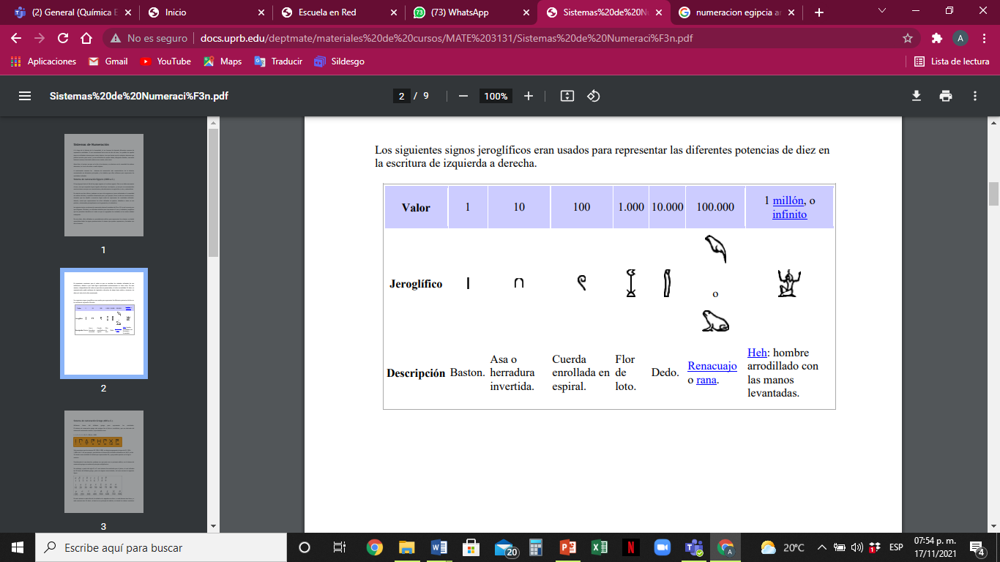 (2) General (Química E
Inicio
Escuela en Red
(73) WhatsApp
Sistemas%20de%20N
numeracion egipcia a
No es seguro | docs.uprb.edu/deptmate/materiales%20de%20cursos/MATE%203131/Sistemas%20de%20Numeraci%F3n.pdf
A
Aplicaciones
Gmail
YouTube
Maps
Traducir
Sildesgo
Lista de lectura
Sistemas%20de%20Numeraci%F3n.pdf
2 / 9
100%
Los siguientes signos jeroglíficos eran usados para representar las diferentes potencias de diez en
la escritura de izquierda a derecha.
Valor 1 10 100 1.000 10.000 100.000 1 millón, o
infinito
Jeroglífico
o
Descripción
Baston.
Asa o
herradura
invertida.
Cuerda
enrollada en
espiral.
Flor
de
loto.
Dedo.
Renacuajo
o rana.
Heh: hombre
arrodillado con
las manos
levantadas.
Sistemas de Numeración
1
2
3
Escribe aquí para buscar
20
20°C
ESP
07:54 p. m.
17/11/2021
4